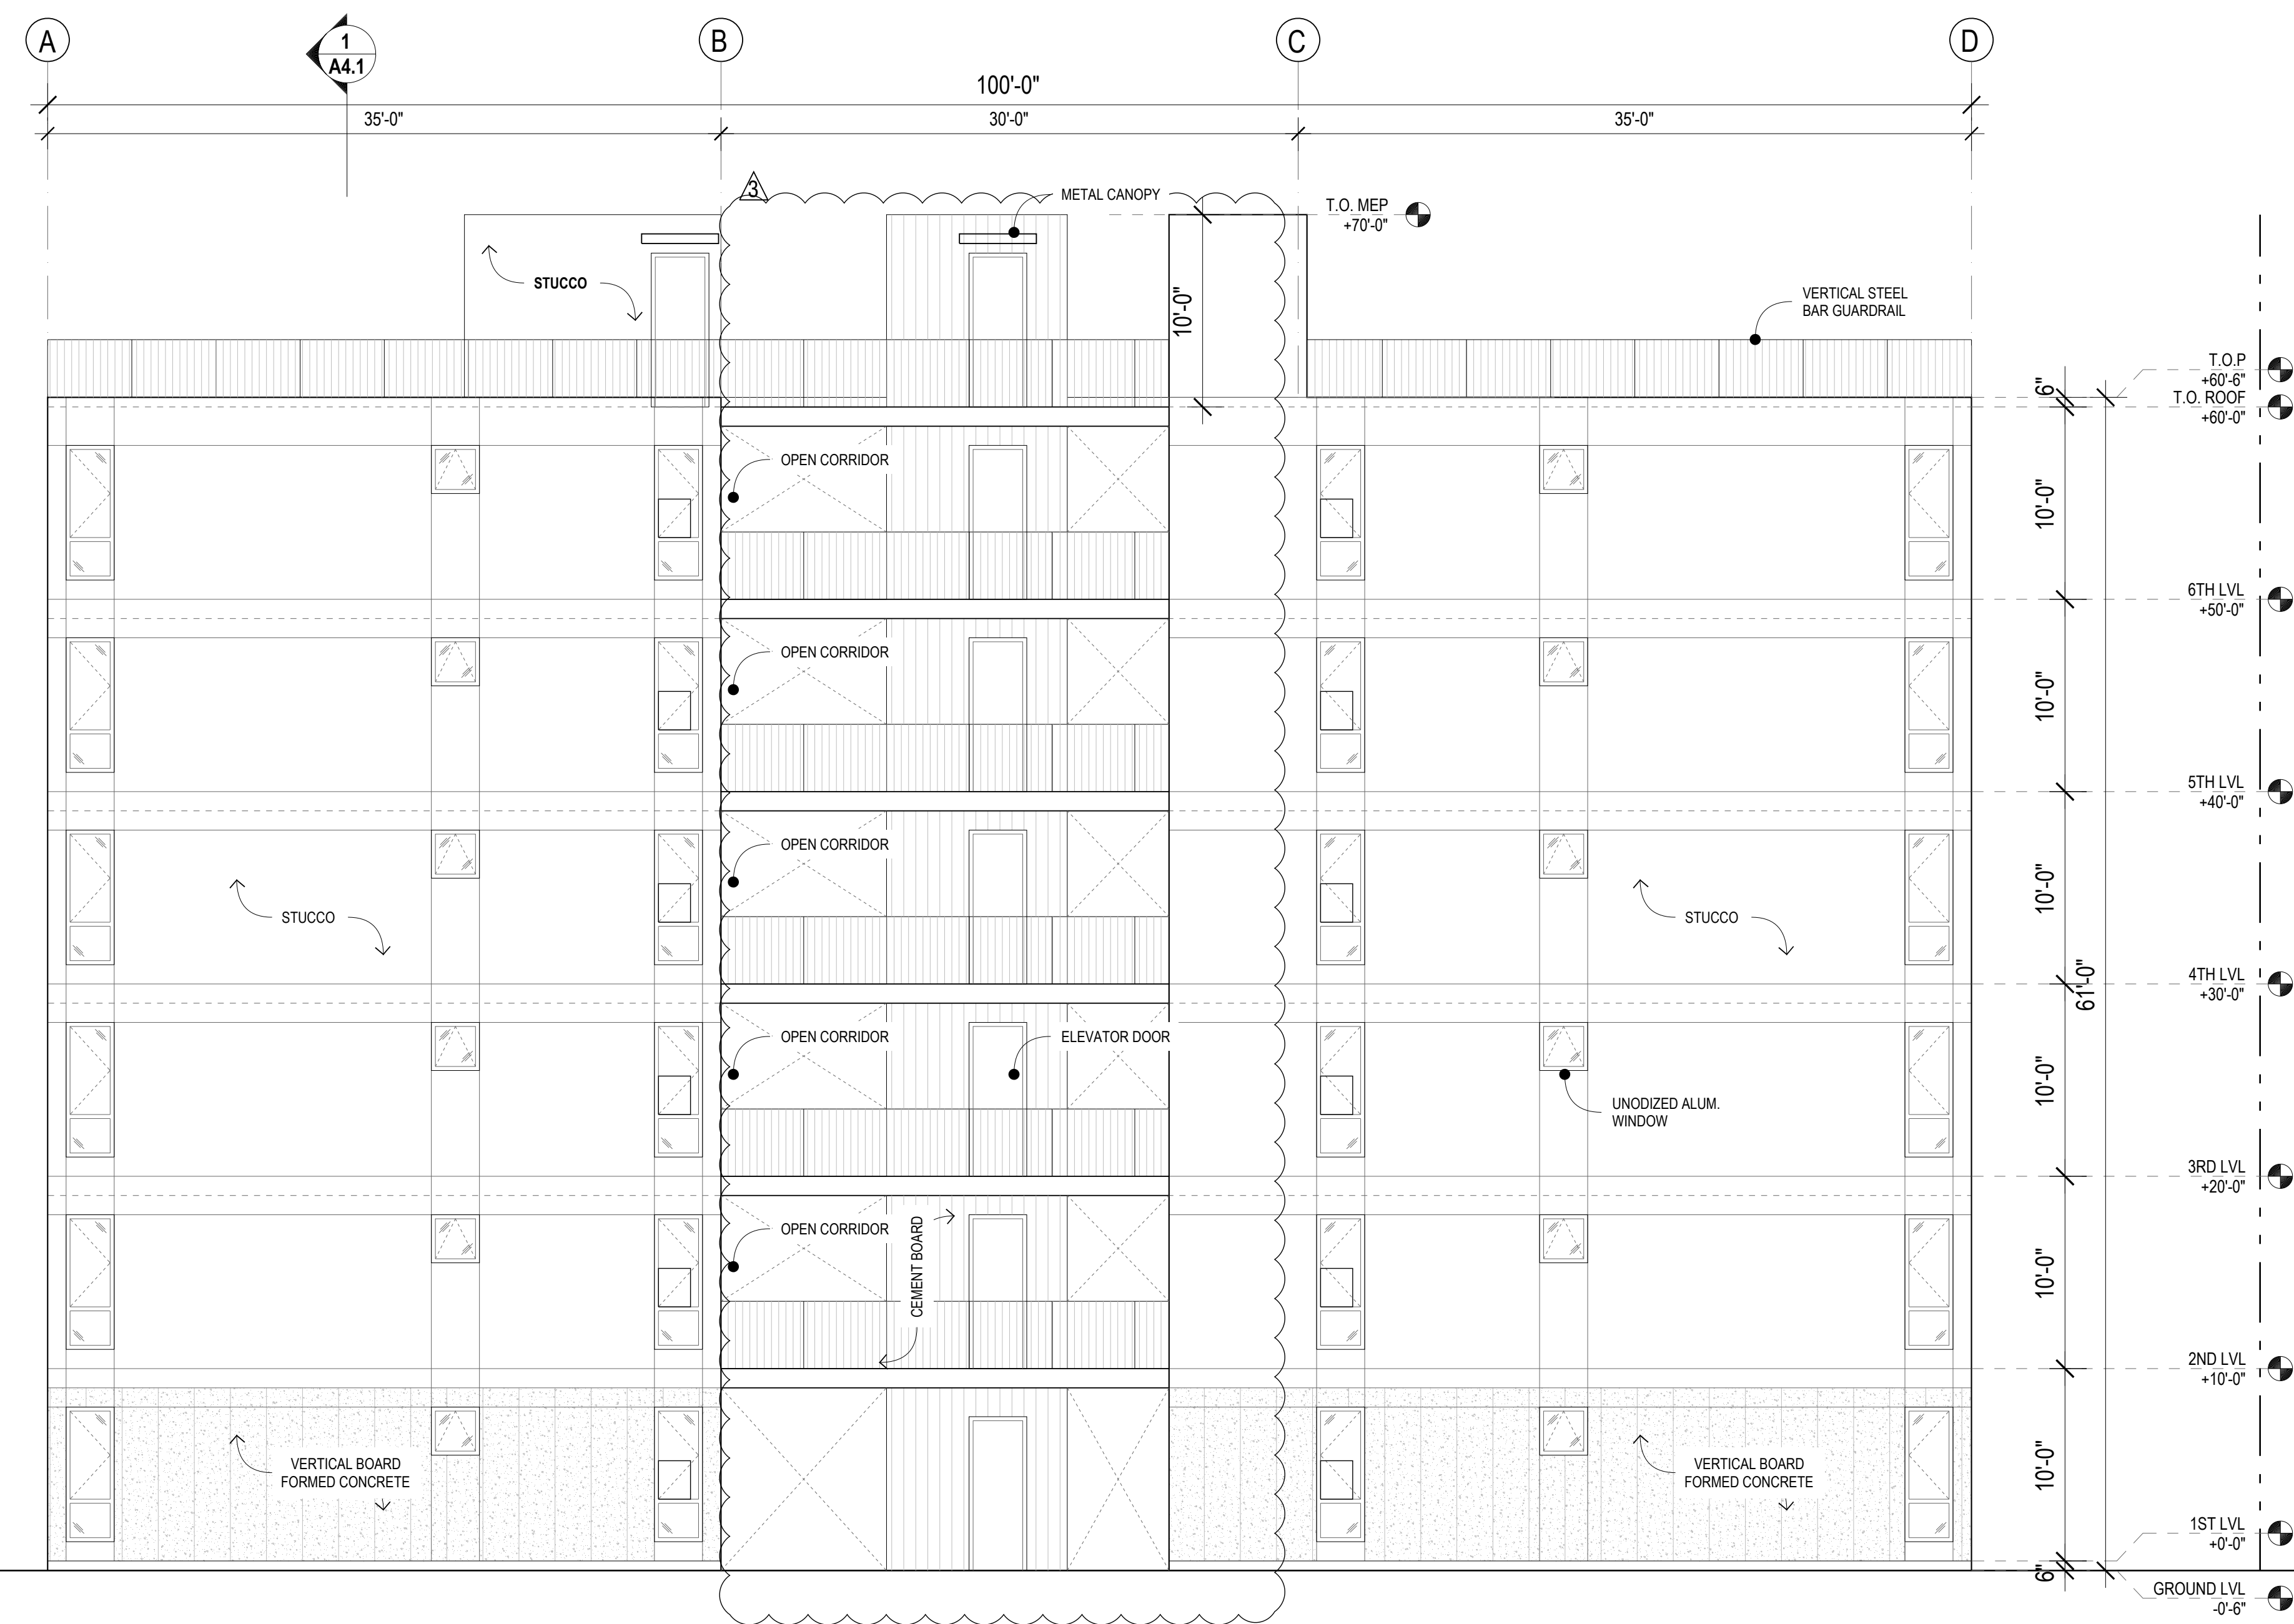 A
1
A4.1
B
C
D
100'-0"
35'-0"
30'-0"
35'-0"
3
METAL CANOPY
T.O. MEP
+70'-0"
STUCCO
10'-0"
VERTICAL STEEL
BAR GUARDRAIL
T.O.P
+60'-6"
6"
T.O. ROOF
+60'-0"
OPEN CORRIDOR
10'-0"
6TH LVL
+50'-0"
OPEN CORRIDOR
10'-0"
5TH LVL
+40'-0"
OPEN CORRIDOR
10'-0"
STUCCO
STUCCO
4TH LVL
+30'-0"
61'-0"
OPEN CORRIDOR
ELEVATOR DOOR
10'-0"
UNODIZED ALUM.
WINDOW
3RD LVL
+20'-0"
OPEN CORRIDOR
CEMENT BOARD
10'-0"
2ND LVL
+10'-0"
VERTICAL BOARD
FORMED CONCRETE
VERTICAL BOARD
FORMED CONCRETE
10'-0"
1ST LVL
+0'-0"
6"
GROUND LVL
-0'-6"